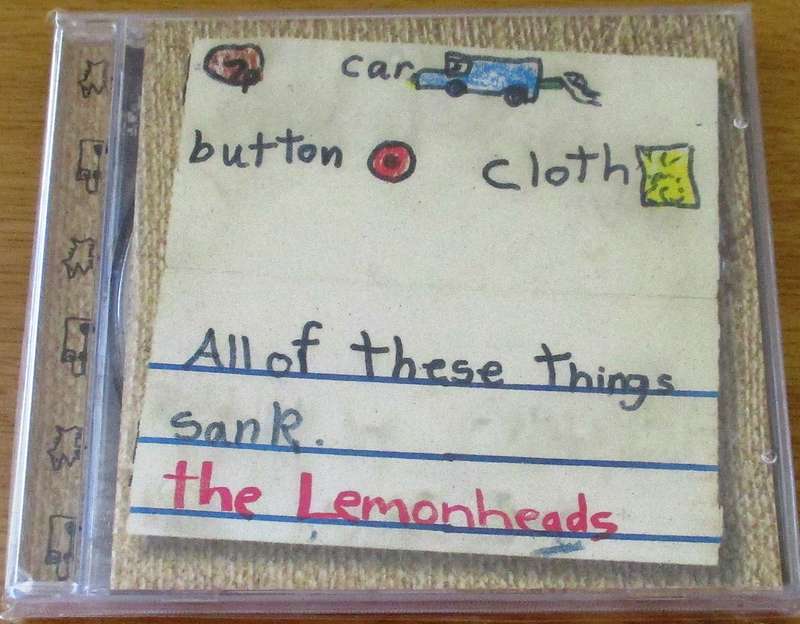 car
button cloth
All of these things
sank.
the Lemonheads